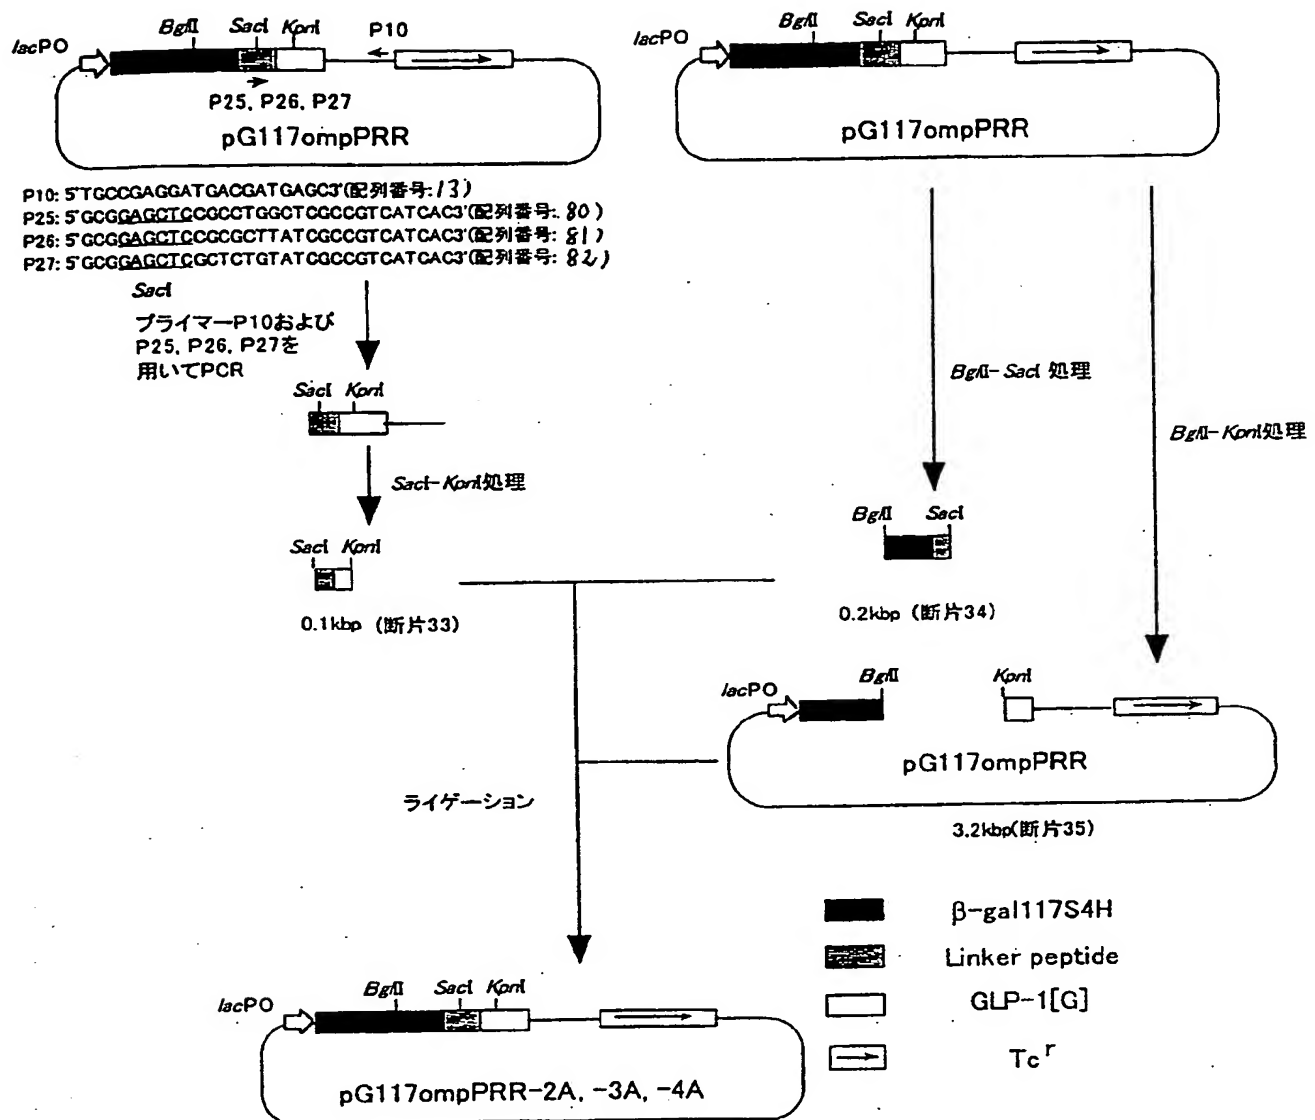 BglII SacI KpnI P10
lacPO
P25, P26, P27
pG117ompPRR
BglII SacI KpnI
lacPO
pG117ompPRR
P10: 5'TGCCGAGGATGACGATGAGC3'(配列番号:13)
P25: 5'GCGGAGCTCCGCCTGGCTCGCCGTCATCAC3'(配列番号: 80)
P26: 5'GCGGAGCTCCGCGCTTATCGCCGTCATCAC3'(配列番号: 81)
P27: 5'GCGGAGCTCGCTCTGTATCGCCGTCATCAC3'(配列番号: 82)
SacI
プライマーP10および
P25, P26, P27を
用いてPCR
SacI KpnI
SacI-KpnI処理
SacI KpnI
0.1kbp (断片33)
BglII-SacI 処理
BglII-KpnI処理
BglII SacI
0.2kbp (断片34)
lacPO BglII KpnI
pG117ompPRR
3.2kbp(断片35)
ライゲーション
β-gal117S4H
Linker peptide
GLP-1[G]
Tc r
BglII SacI KpnI
lacPO
pG117ompPRR-2A, -3A, -4A